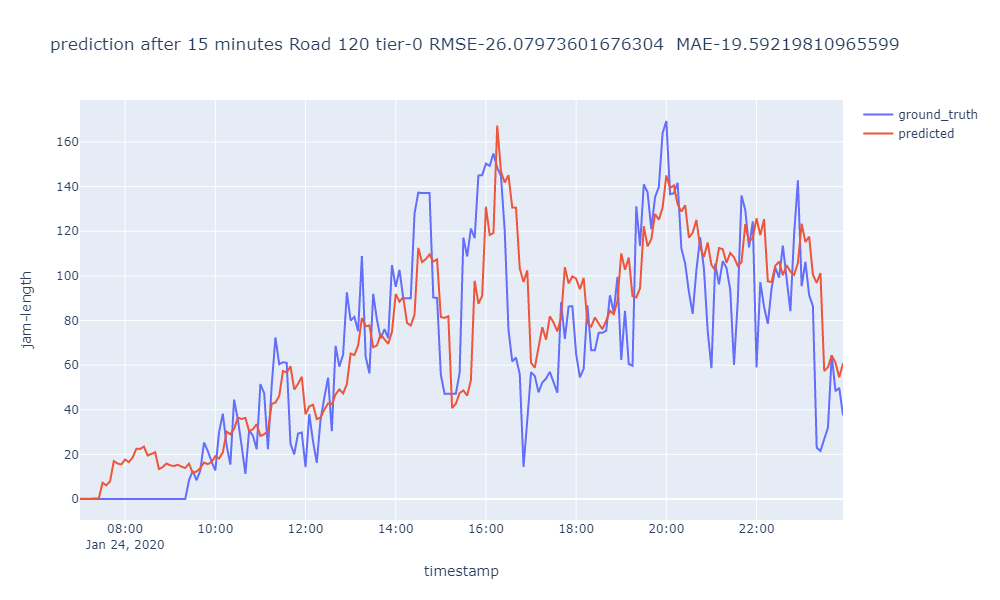 prediction after 15 minutes Road 120 tier-0 RMSE-26.07973601676304  MAE-19.59219810965599
ground_truth
predicted
160
140
120
100
80
60
40
20
0
jam-length
08:00 10:00 12:00 14:00 16:00 18:00 20:00 22:00
Jan 24, 2020
timestamp